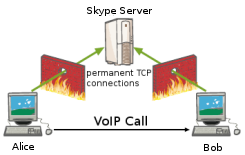 Skype Server
permanent TCP
connections
VoIP Call
Alice
Bob